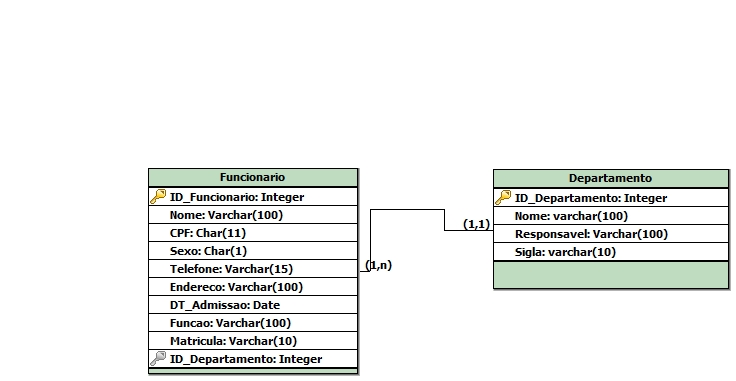 Funcionario
ID_Funcionario: Integer
Nome: Varchar(100)
CPF: Char(11)
Sexo: Char(1)
Telefone: Varchar(15)
Endereco: Varchar(100)
DT_Admissao: Date
Funcao: Varchar(100)
Matricula: Varchar(10)
ID_Departamento: Integer
(1,n)
(1,1)
Departamento
ID_Departamento: Integer
Nome: varchar(100)
Responsavel: Varchar(100)
Sigla: varchar(10)